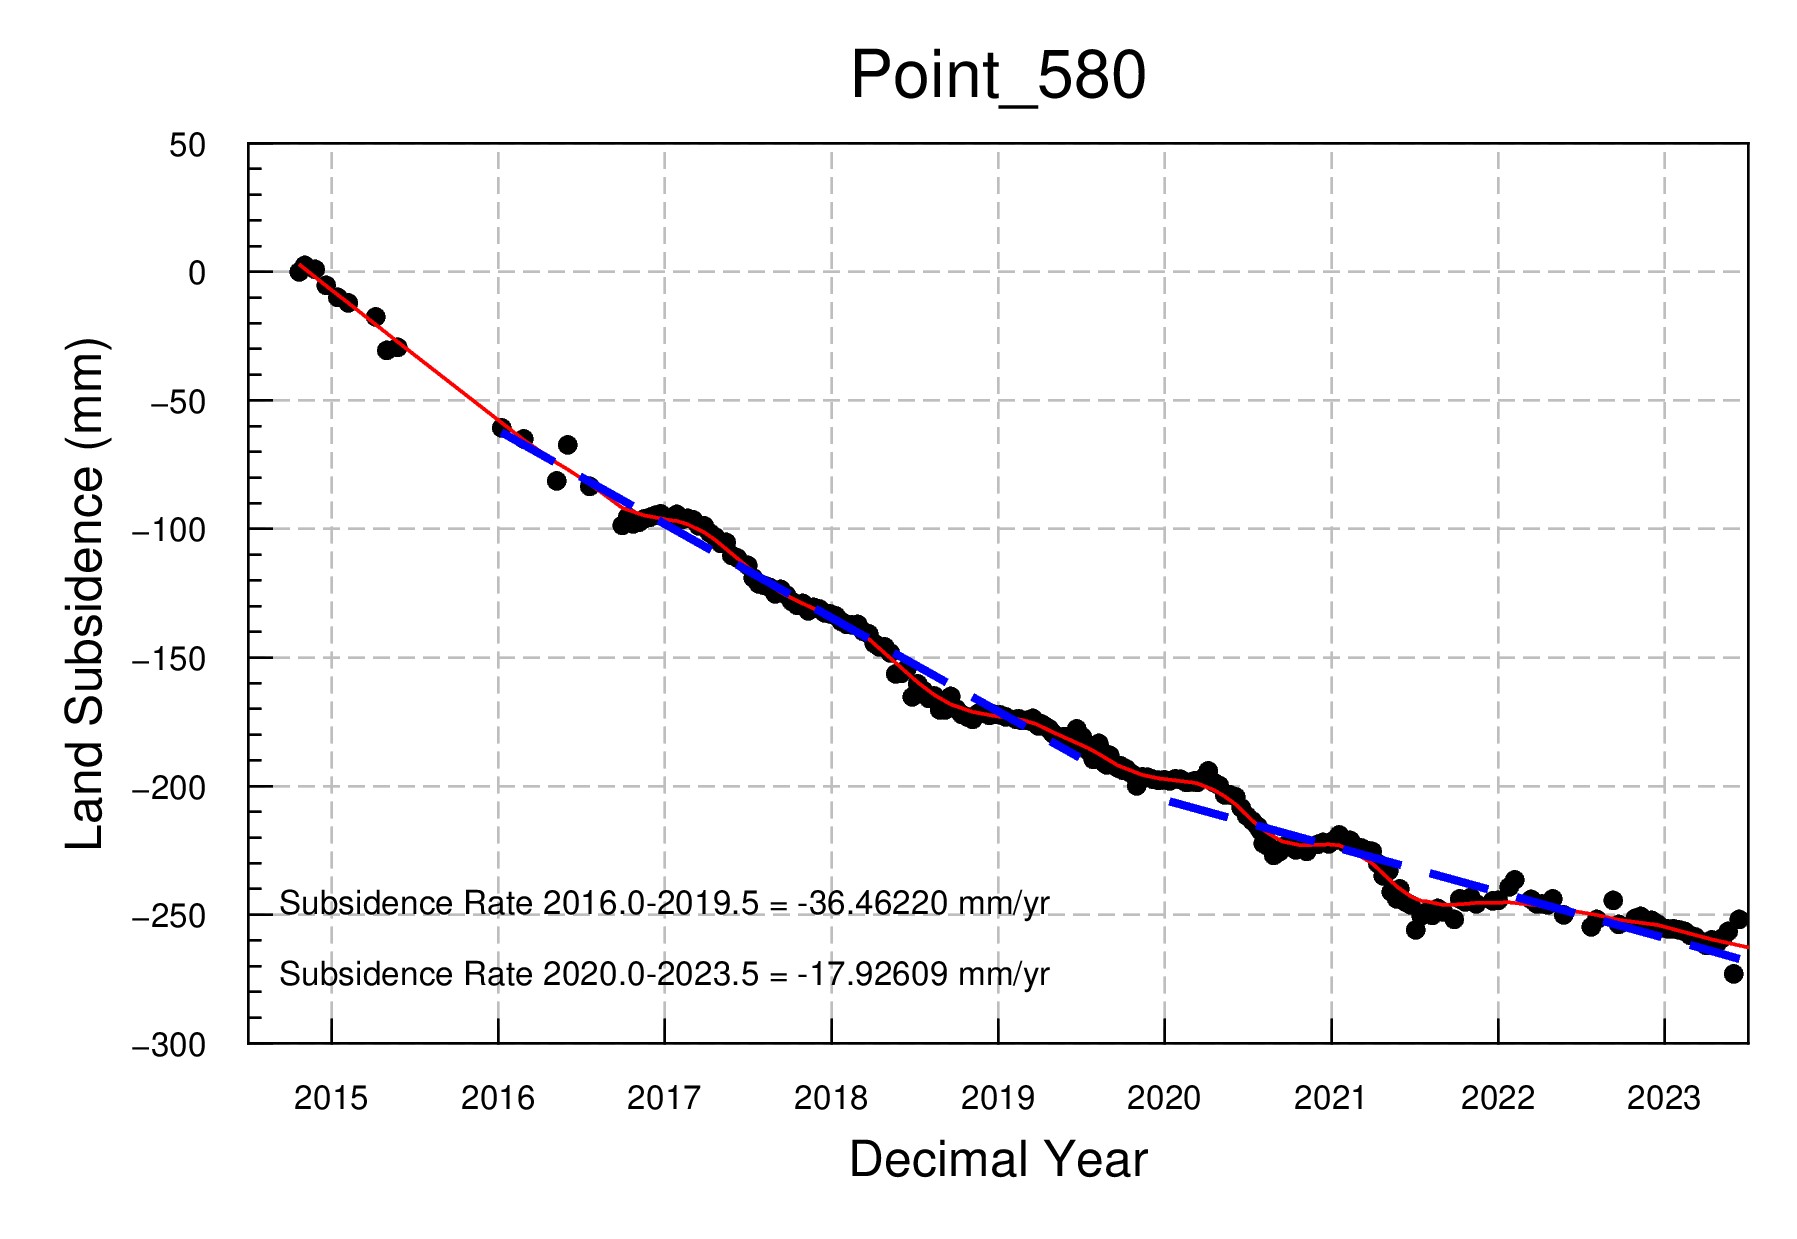 Point_580
50
0
−50
−100
−150
−200
−250
−300
Land Subsidence (mm)
Subsidence Rate 2016.0-2019.5 = -36.46220 mm/yr
Subsidence Rate 2020.0-2023.5 = -17.92609 mm/yr
2015 2016 2017 2018 2019 2020 2021 2022 2023
Decimal Year